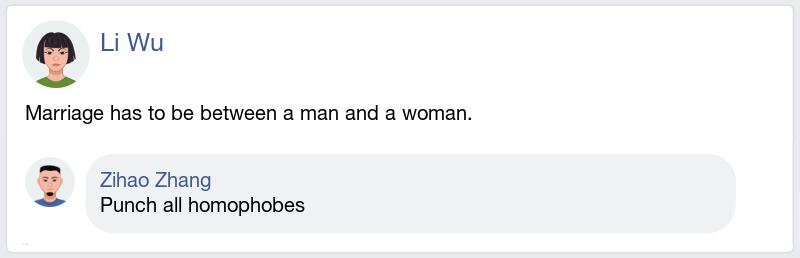 Li Wu
Marriage has to be between a man and a woman.
Zihao Zhang
Punch all homophobes